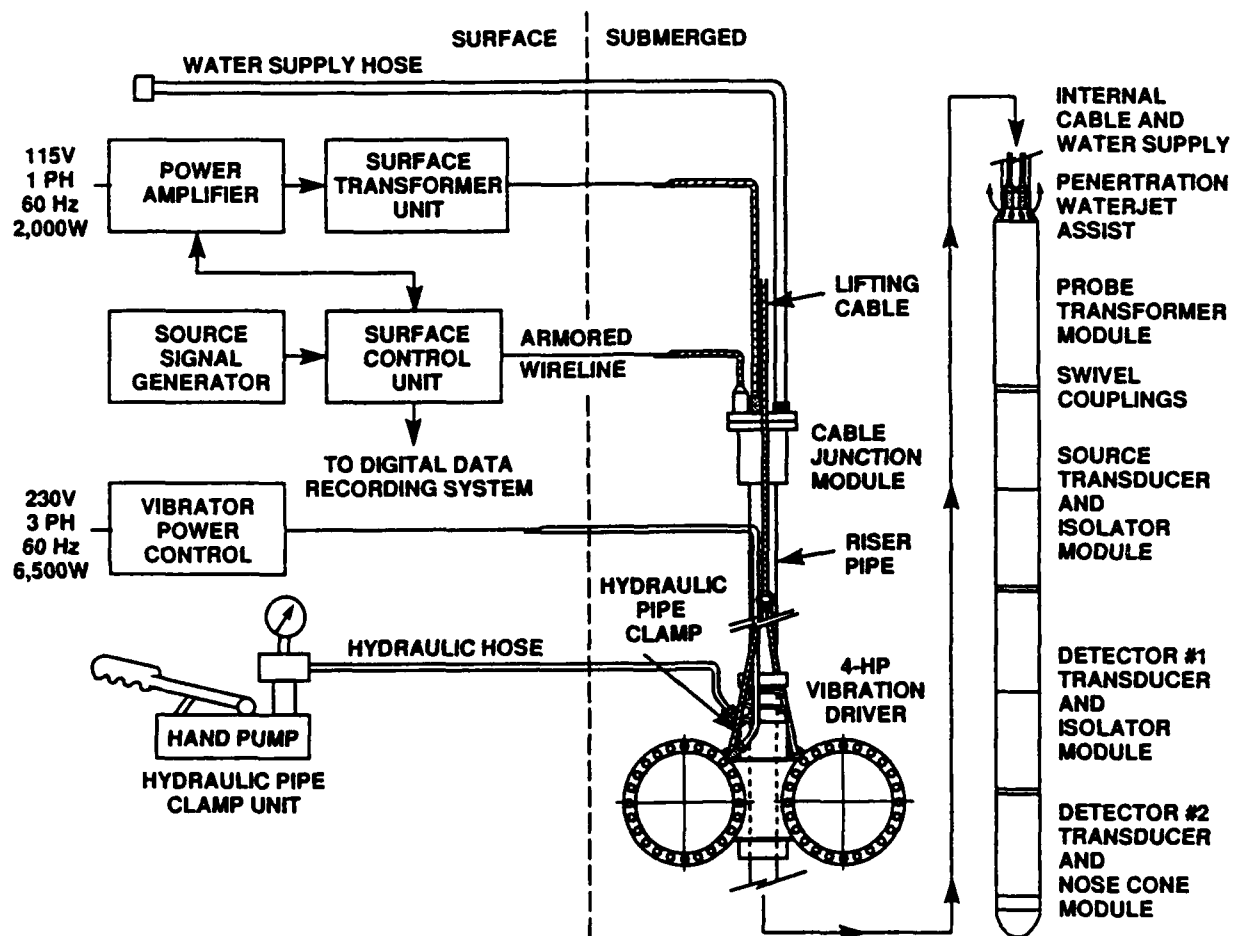 SURFACE
SUBMERGED
WATER SUPPLY HOSE
115V
1 PH
60 Hz
2,000W
POWER
AMPLIFIER
SURFACE
TRANSFORMER
UNIT
SOURCE
SIGNAL
GENERATOR
SURFACE
CONTROL
UNIT
ARMORED
WIRELINE
LIFTING
CABLE
CABLE
JUNCTION
MODULE
TO DIGITAL DATA
RECORDING SYSTEM
230V
3 PH
60 Hz
6,500W
VIBRATOR
POWER
CONTROL
RISER
PIPE
HYDRAULIC
PIPE
CLAMP
HYDRAULIC HOSE
4-HP
VIBRATION
DRIVER
HAND PUMP
HYDRAULIC PIPE
CLAMP UNIT
INTERNAL
CABLE AND
WATER SUPPLY
PENERTRATION
WATERJET
ASSIST
PROBE
TRANSFORMER
MODULE
SWIVEL
COUPLINGS
SOURCE
TRANSDUCER
AND
ISOLATOR
MODULE
DETECTOR #1
TRANSDUCER
AND
ISOLATOR
MODULE
DETECTOR #2
TRANSDUCER
AND
NOSE CONE
MODULE